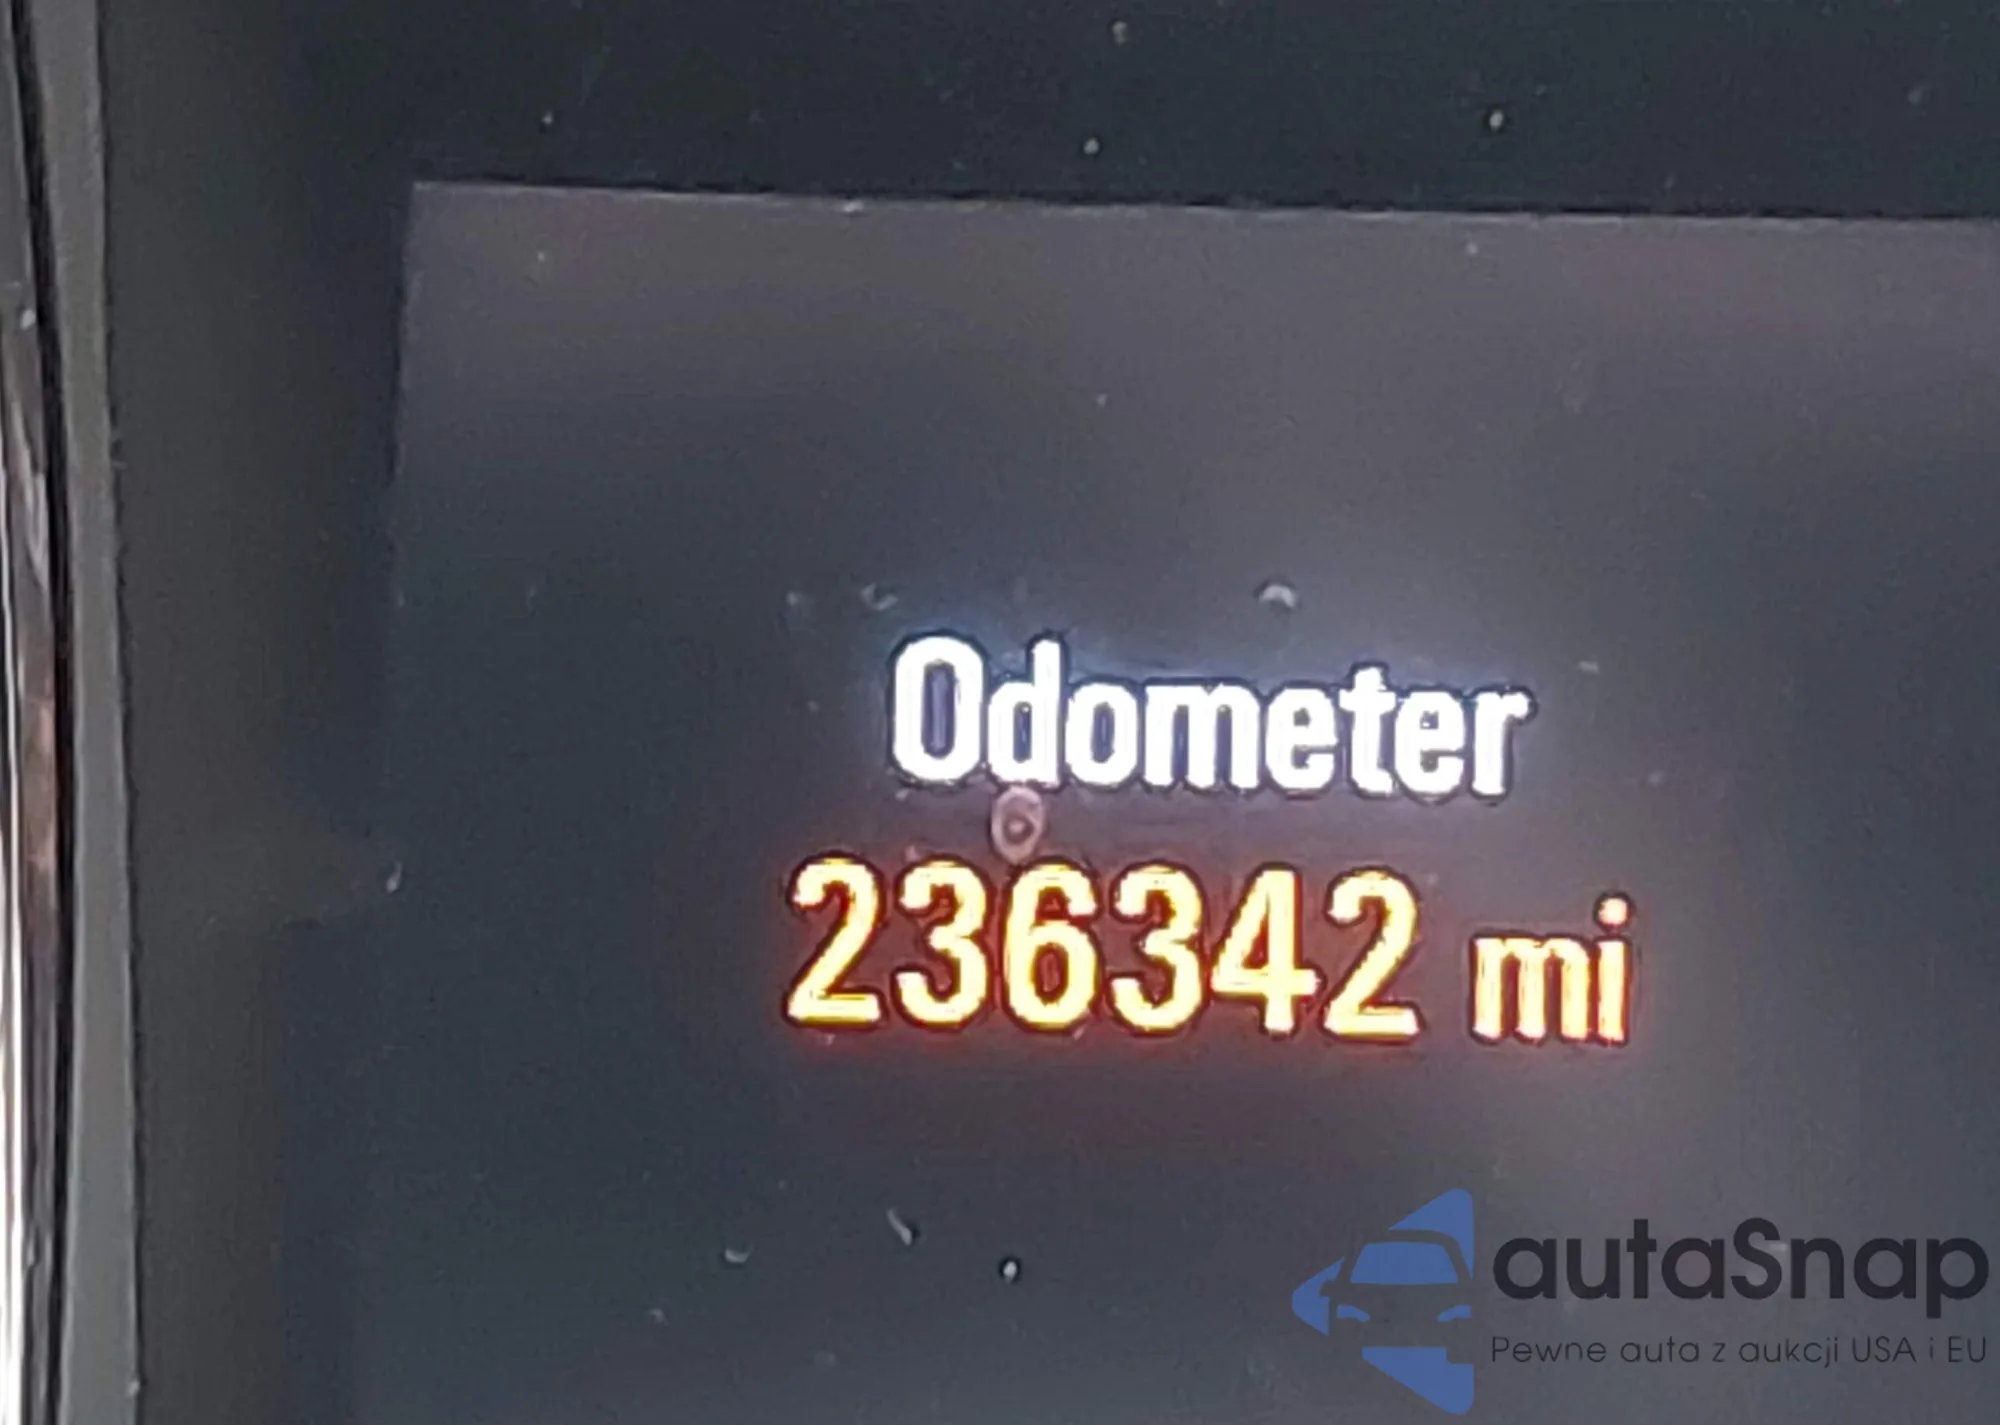 Odometer
236342 mi
autaSnap
Pewne auta z aukcji USA i EU